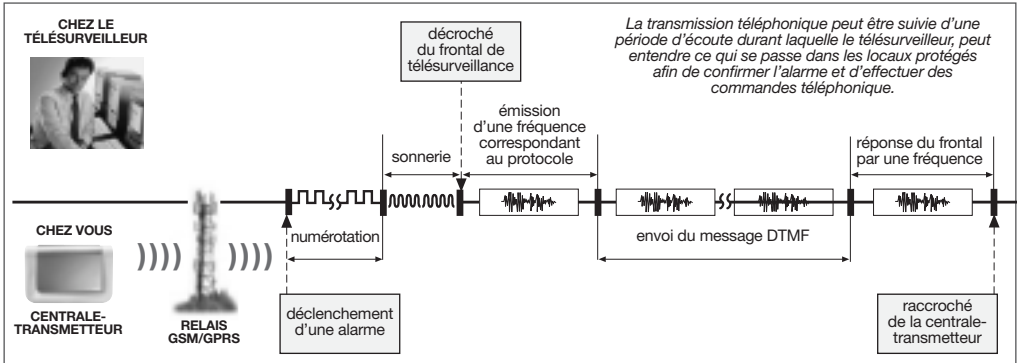 CHEZ LE
TÉLÉSURVEILLEUR
décroché
du frontal de
télésurveillance
La transmission téléphonique peut être suivie d'une
période d'écoute durant laquelle le télésurveilleur, peut
entendre ce qui se passe dans les locaux protégés
afin de confirmer l'alarme et d'effectuer des
commandes téléphonique.
sonnerie
émission
d'une fréquence
correspondant
au protocole
réponse du frontal
par une fréquence
numérotation
envoi du message DTMF
CHEZ VOUS
CENTRALE-
TRANSMETTEUR
RELAIS
GSM/GPRS
déclenchement
d'une alarme
raccroché
de la centrale-
transmetteur